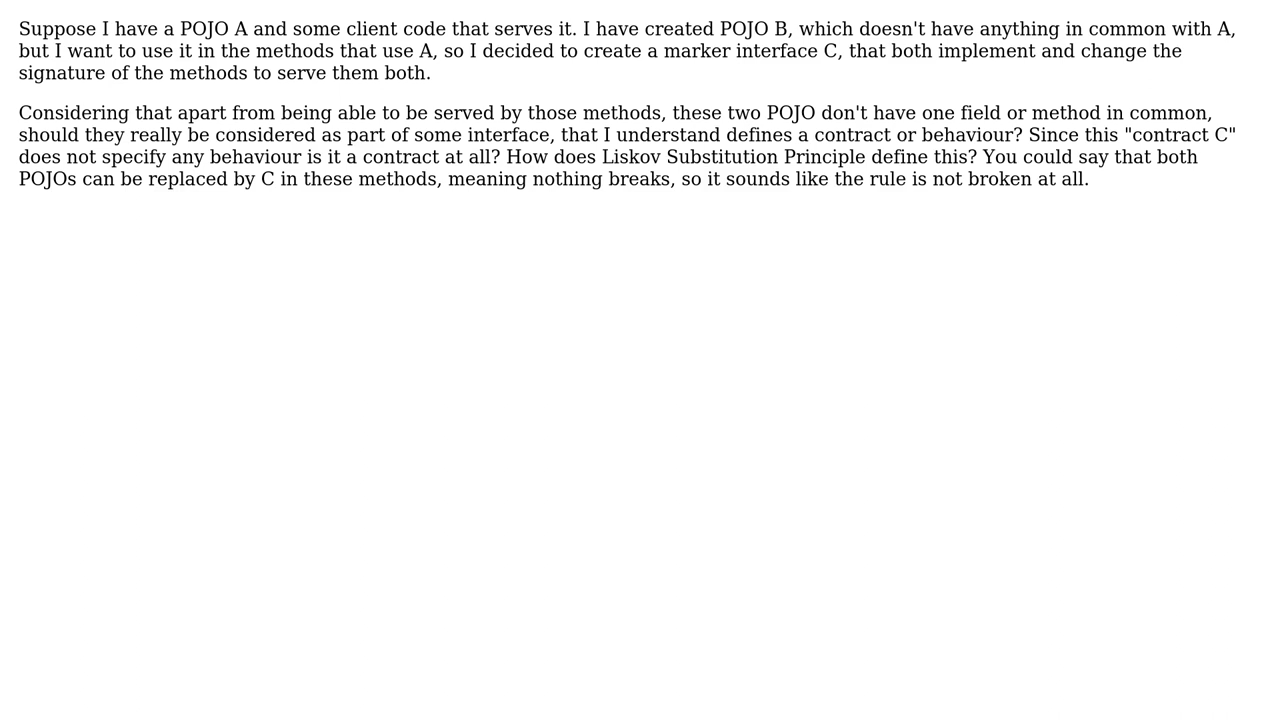 Suppose I have a POJO A and some client code that serves it. I have created POJO B, which doesn't have anything in common with A,
but I want to use it in the methods that use A, so I decided to create a marker interface C, that both implement and change the
signature of the methods to serve them both.
Considering that apart from being able to be served by those methods, these two POJO don't have one field or method in common,
should they really be considered as part of some interface, that I understand defines a contract or behaviour? Since this "contract C"
does not specify any behaviour is it a contract at all? How does Liskov Substitution Principle define this? You could say that both
POJOs can be replaced by C in these methods, meaning nothing breaks, so it sounds like the rule is not broken at all.